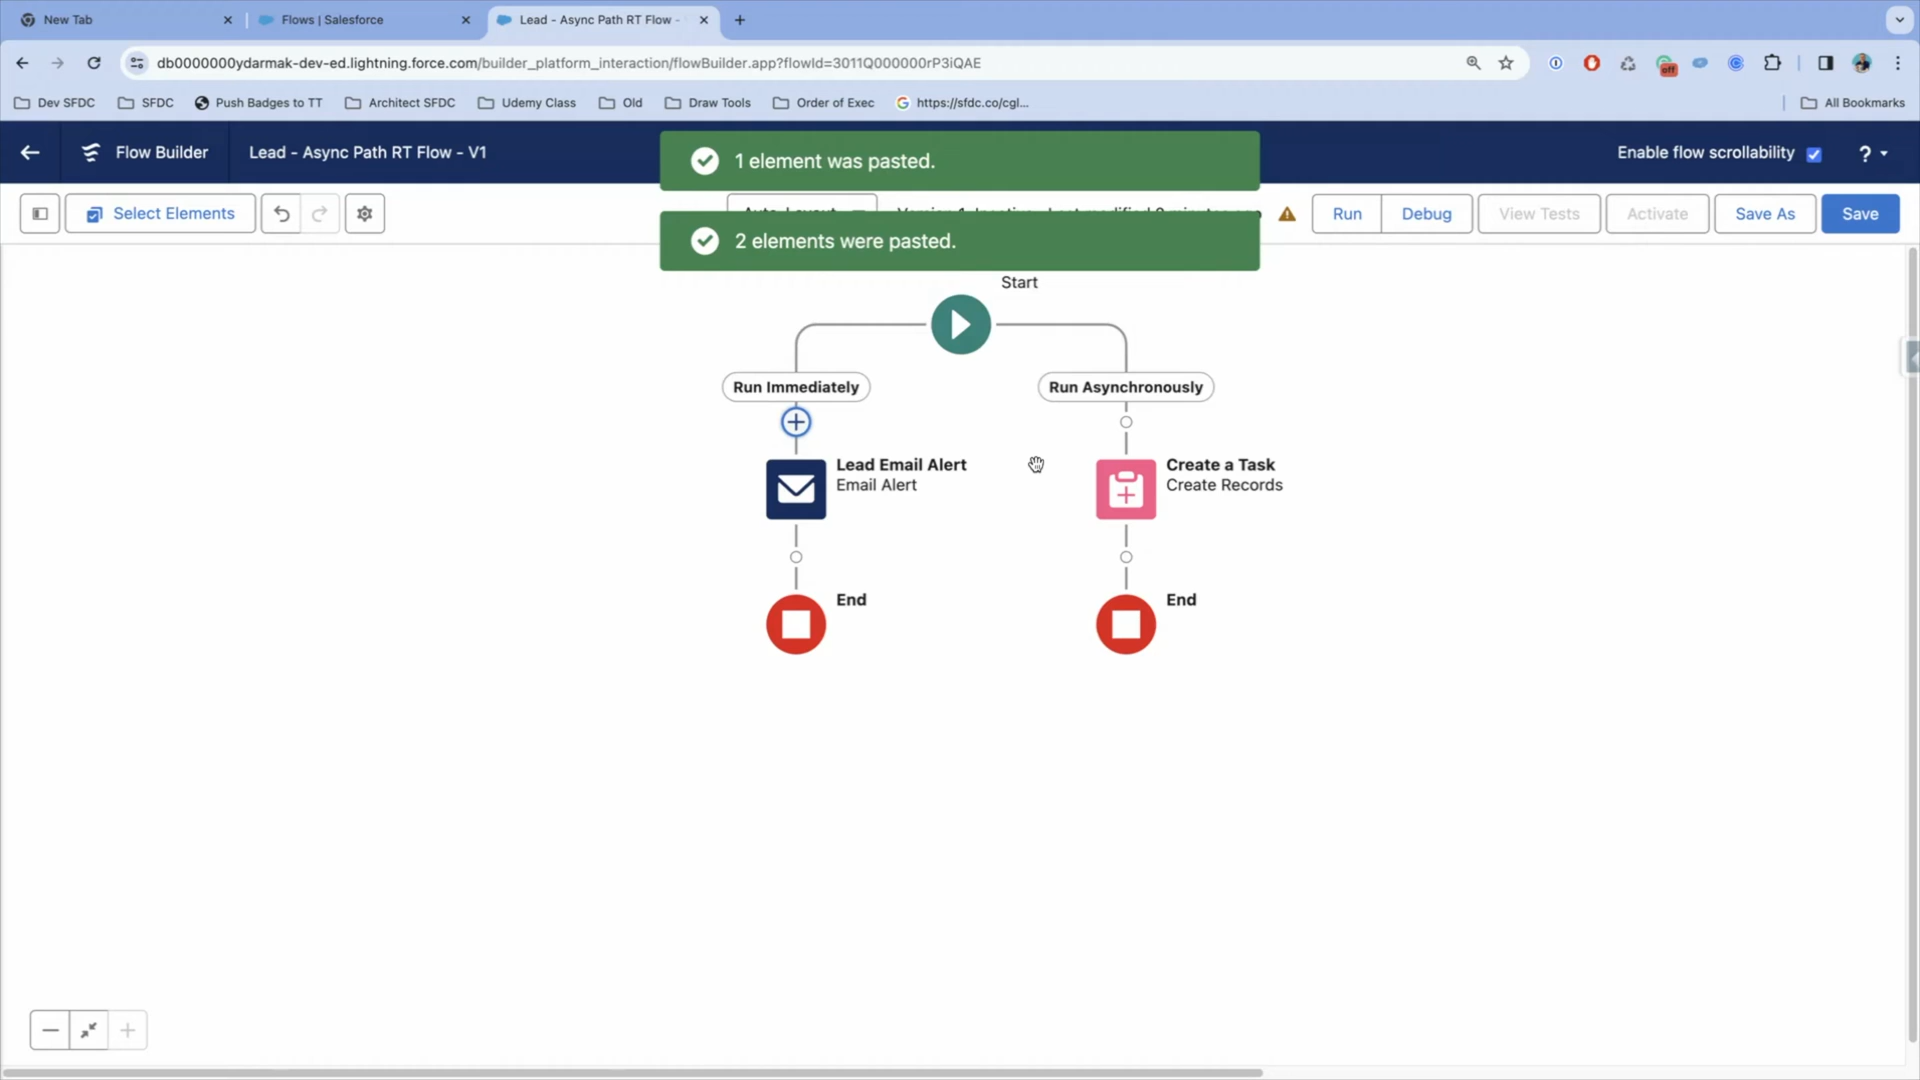 New Tab
Flows | Salesforce
Lead - Async Path RT Flow -
db0000000ydarmak-dev-ed.lightning.force.com/builder_platform_interaction/flowBuilder.app?flowId=3011Q000000rP3iQAE
off
Dev SFDC
SFDC
Push Badges to TT
Architect SFDC
Udemy Class
Old
Draw Tools
Order of Exec
https://sfdc.co/cgl...
All Bookmarks
Flow Builder
Lead - Async Path RT Flow - V1
Enable flow scrollability
?
1 element was pasted.
Select Elements
Run
Debug
View Tests
Activate
Save As
Save
2 elements were pasted.
Start
Run Immediately
Run Asynchronously
Lead Email Alert
Email Alert
Create a Task
Create Records
End
End